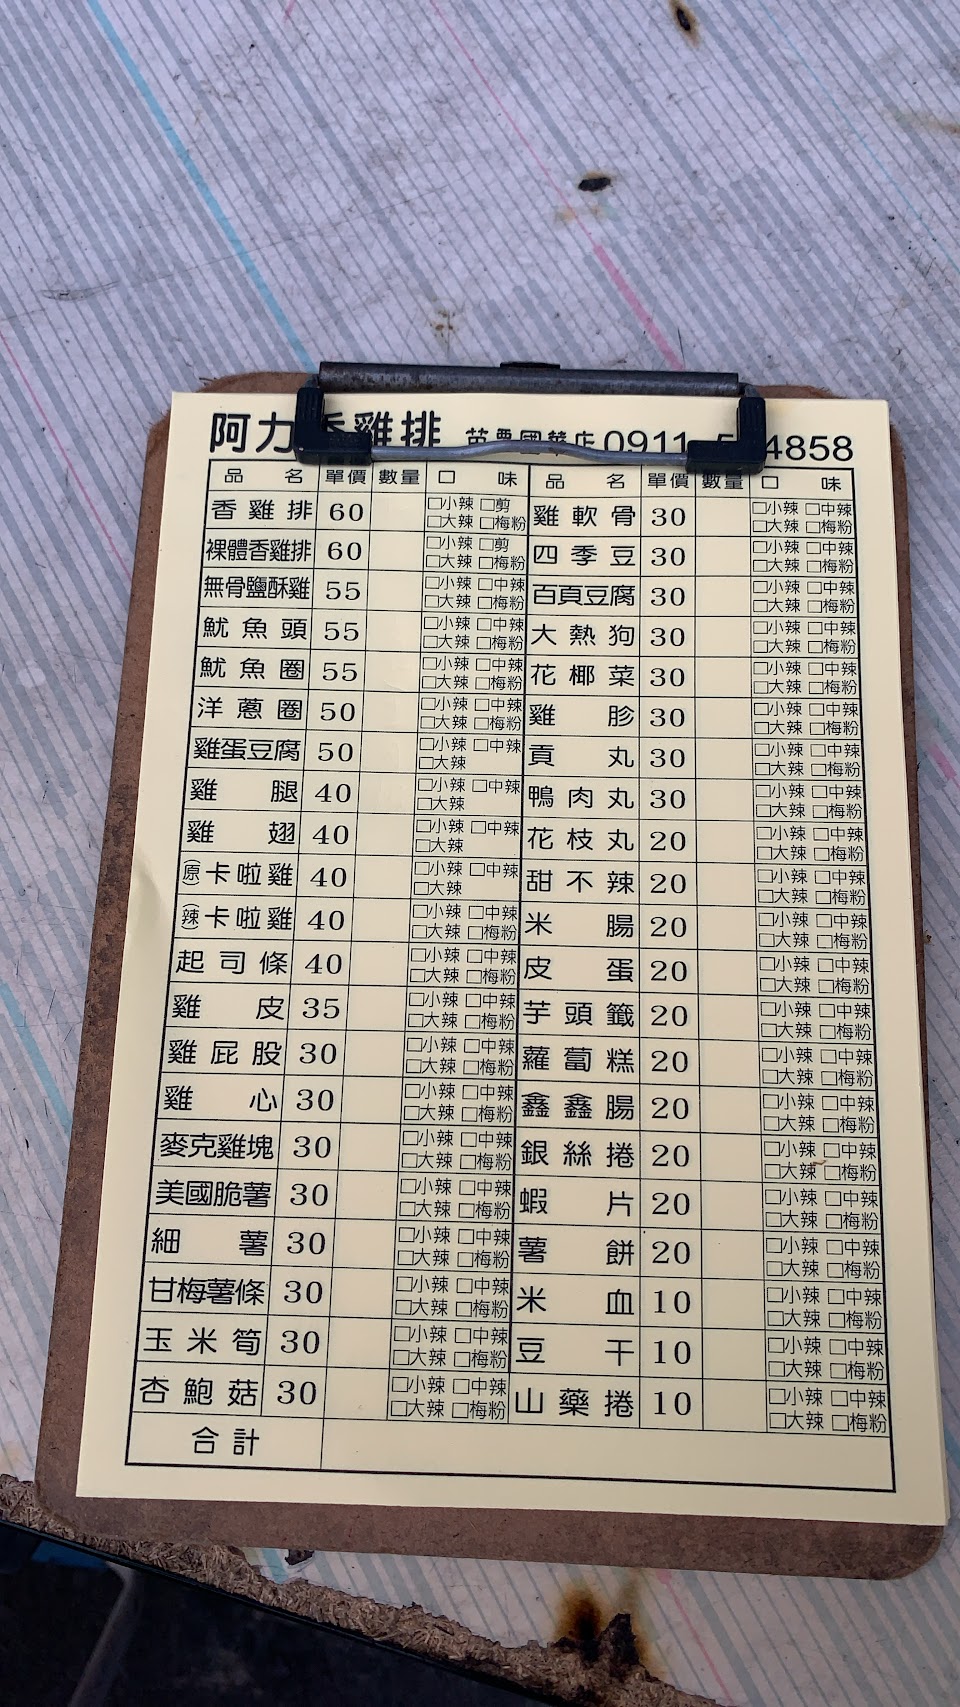 阿力香雞排 苗栗國華店 0911 4858
品名 單價 數量 口味 品名 單價 數量 口味
香雞排 60 □小辣 □剪 □大辣 □梅粉 雞軟骨 30 □小辣 □中辣 □大辣 □梅粉
裸體香雞排 60 □小辣 □剪 □大辣 □梅粉 四季豆 30 □小辣 □中辣 □大辣 □梅粉
無骨鹽酥雞 55 □小辣 □中辣 □大辣 □梅粉 百頁豆腐 30 □小辣 □中辣 □大辣 □梅粉
魷魚頭 55 □小辣 □中辣 □大辣 □梅粉 大熱狗 30 □小辣 □中辣 □大辣 □梅粉
魷魚圈 55 □小辣 □中辣 □大辣 □梅粉 花椰菜 30 □小辣 □中辣 □大辣 □梅粉
洋蔥圈 50 □小辣 □中辣 □大辣 □梅粉 雞胗 30 □小辣 □中辣 □大辣 □梅粉
雞蛋豆腐 50 □小辣 □中辣 □大辣 貢丸 30 □小辣 □中辣 □大辣 □梅粉
雞腿 40 □小辣 □中辣 □大辣 鴨肉丸 30 □小辣 □中辣 □大辣 □梅粉
雞翅 40 □小辣 □中辣 □大辣 花枝丸 20 □小辣 □中辣 □大辣 □梅粉
(原)卡啦雞 40 □小辣 □中辣 □大辣 甜不辣 20 □小辣 □中辣 □大辣 □梅粉
(辣)卡啦雞 40 □小辣 □中辣 □大辣 □梅粉 米腸 20 □小辣 □中辣 □大辣 □梅粉
起司條 40 □小辣 □中辣 □大辣 □梅粉 皮蛋 20 □小辣 □中辣 □大辣 □梅粉
雞皮 35 □小辣 □中辣 □大辣 □梅粉 芋頭籤 20 □小辣 □中辣 □大辣 □梅粉
雞屁股 30 □小辣 □中辣 □大辣 □梅粉 蘿蔔糕 20 □小辣 □中辣 □大辣 □梅粉
雞心 30 □小辣 □中辣 □大辣 □梅粉 鑫鑫腸 20 □小辣 □中辣 □大辣 □梅粉
麥克雞塊 30 □小辣 □中辣 □大辣 □梅粉 銀絲捲 20 □小辣 □中辣 □大辣 □梅粉
美國脆薯 30 □小辣 □中辣 □大辣 □梅粉 蝦片 20 □小辣 □中辣 □大辣 □梅粉
細薯 30 □小辣 □中辣 □大辣 □梅粉 薯餅 20 □小辣 □中辣 □大辣 □梅粉
甘梅薯條 30 □小辣 □中辣 □大辣 □梅粉 米血 10 □小辣 □中辣 □大辣 □梅粉
玉米筍 30 □小辣 □中辣 □大辣 □梅粉 豆干 10 □小辣 □中辣 □大辣 □梅粉
杏鮑菇 30 □小辣 □中辣 □大辣 □梅粉 山藥捲 10 □小辣 □中辣 □大辣 □梅粉
合計